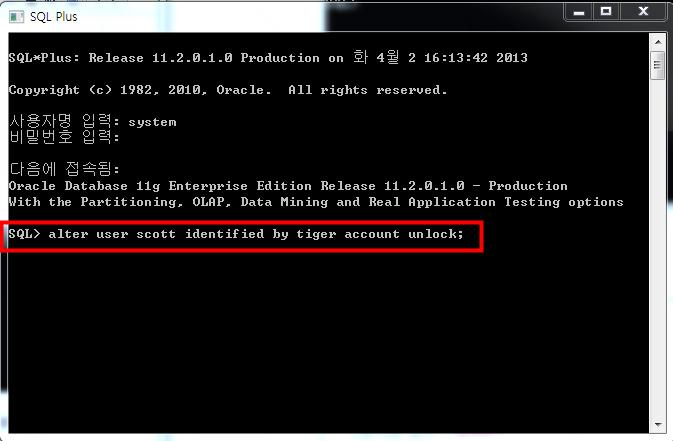 SQL Plus
SQL*Plus: Release 11.2.0.1.0 Production on 화 4월 2 16:13:42 2013
Copyright (c) 1982, 2010, Oracle.  All rights reserved.
사용자명 입력: system
비밀번호 입력:
다음에 접속됨:
Oracle Database 11g Enterprise Edition Release 11.2.0.1.0 - Production
With the Partitioning, OLAP, Data Mining and Real Application Testing options
SQL> alter user scott identified by tiger account unlock;